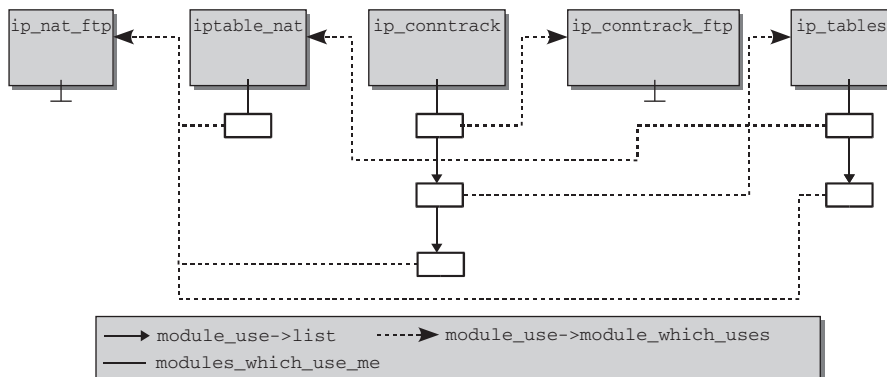 ip_nat_ftp
iptable_nat
ip_conntrack
ip_conntrack_ftp
ip_tables
module_use->list
module_use->module_which_uses
modules_which_use_me